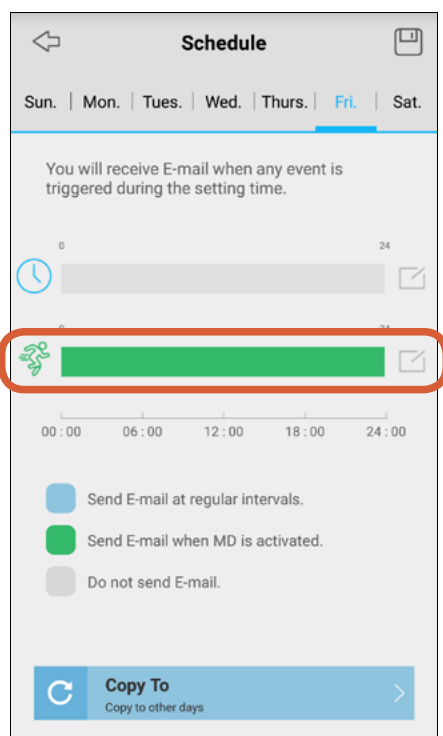 Schedule
Sun. | Mon. | Tues. | Wed. | Thurs. | Fri. | Sat.
You will receive E-mail when any event is
triggered during the setting time.
0 24
0 24
00 : 00 06 : 00 12 : 00 18 : 00 24 : 00
Send E-mail at regular intervals.
Send E-mail when MD is activated.
Do not send E-mail.
Copy To
Copy to other days